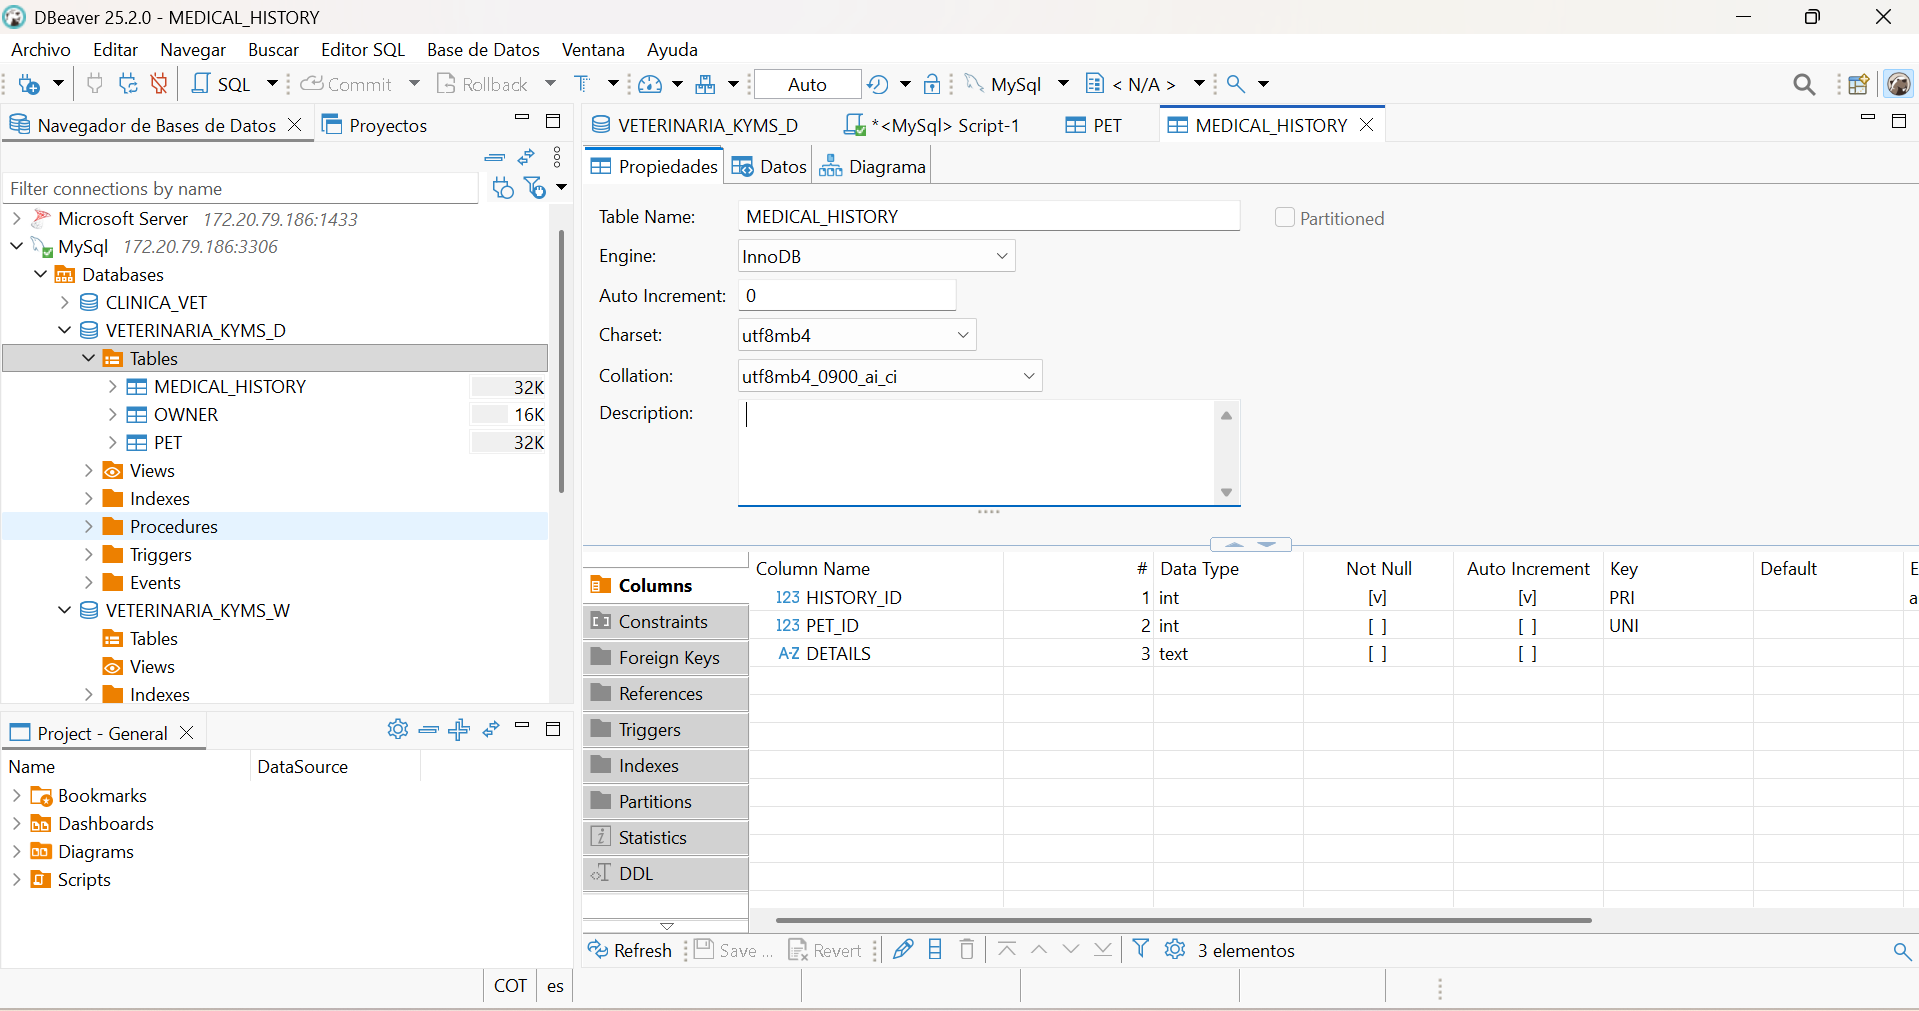 DBeaver 25.2.0 - MEDICAL_HISTORY
Archivo Editar Navegar Buscar Editor SQL Base de Datos Ventana Ayuda
SQL Commit Rollback Auto MySql < N/A >
Navegador de Bases de Datos Proyectos
Filter connections by name
Microsoft Server 172.20.79.186:1433
MySql 172.20.79.186:3306
Databases
CLINICA_VET
VETERINARIA_KYMS_D
Tables
MEDICAL_HISTORY 32K
OWNER 16K
PET 32K
Views
Indexes
Procedures
Triggers
Events
VETERINARIA_KYMS_W
Tables
Views
Indexes
Project - General
Name DataSource
Bookmarks
Dashboards
Diagrams
Scripts
VETERINARIA_KYMS_D *<MySql> Script-1 PET MEDICAL_HISTORY
Propiedades Datos Diagrama
Table Name: MEDICAL_HISTORY Partitioned
Engine: InnoDB
Auto Increment: 0
Charset: utf8mb4
Collation: utf8mb4_0900_ai_ci
Description:
Columns
Constraints
Foreign Keys
References
Triggers
Indexes
Partitions
Statistics
DDL
Column Name # Data Type Not Null Auto Increment Key Default E
123 HISTORY_ID 1 int [v] [v] PRI a
123 PET_ID 2 int [ ] [ ] UNI
A-Z DETAILS 3 text [ ] [ ]
Refresh Save ... Revert 3 elementos
COT es